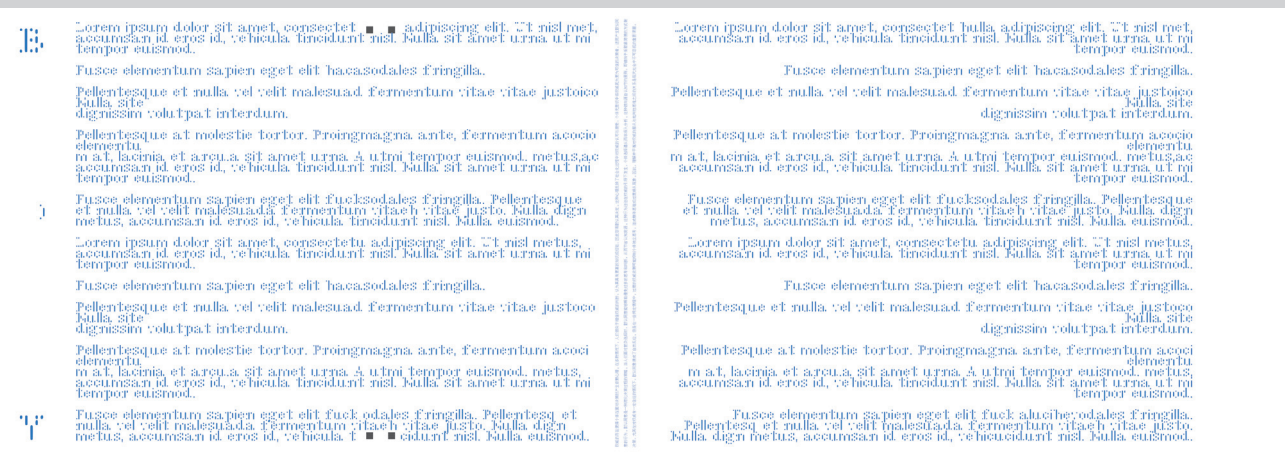 B.
Lorem ipsum dolor sit amet, consectet adipiscing elit. Ut nisl met,
accumsan id eros id, vehicula tincidunt nisl. Nulla sit amet urna ut mi
tempor euismod.
Fusce elementum sapien eget elit hacasodales fringilla.
Pellentesque et nulla vel velit malesuad fermentum vitae vitae justoico
Nulla site
dignissim volutpat interdum.
Pellentesque at molestie tortor. Proingmagna ante, fermentum acocio
elementu
m at, lacinia et arcu.a sit amet urna A utmi tempor euismod. metus,ac
accumsan id eros id, vehicula tincidunt nisl. Nulla sit amet urna ut mi
tempor euismod.
Fusce elementum sapien eget elit fucksodales fringilla. Pellentesque
et nulla vel velit malesuada fermentum vitaeh vitae justo. Nulla dign
metus, accumsan id eros id, vehicula tincidunt nisl. Nulla euismod.
Lorem ipsum dolor sit amet, consectetu adipiscing elit. Ut nisl metus,
accumsan id eros id, vehicula tincidunt nisl. Nulla sit amet urna ut mi
tempor euismod.
Fusce elementum sapien eget elit hacasodales fringilla.
Pellentesque et nulla vel velit malesuad fermentum vitae vitae justoco
Nulla site
dignissim volutpat interdum.
Pellentesque at molestie tortor. Proingmagna ante, fermentum acoci
elementu
m at, lacinia et arcu.a sit amet urna A utmi tempor euismod. metus,
accumsan id eros id, vehicula tincidunt nisl. Nulla sit amet urna ut mi
tempor euismod.
Y
Fusce elementum sapien eget elit fuck odales fringilla. Pellentesq et
nulla vel velit malesuada fermentum vitaeh vitae justo. Nulla dign
metus, accumsan id eros id, vehicula t cidunt nisl. Nulla euismod.
Lorem ipsum dolor sit amet, consectet hulla adipiscing elit. Ut nisl met,
accumsan id eros id, vehicula tincidunt nisl. Nulla sit amet urna ut mi
tempor euismod.
Fusce elementum sapien eget elit hacasodales fringilla.
Pellentesque et nulla vel velit malesuad fermentum vitae vitae justoico
Nulla site
dignissim volutpat interdum.
Pellentesque at molestie tortor. Proingmagna ante, fermentum acocio
elementu
m at, lacinia et arcu.a sit amet urna A utmi tempor euismod. metus,ac
accumsan id eros id, vehicula tincidunt nisl. Nulla sit amet urna ut mi
tempor euismod.
Fusce elementum sapien eget elit fucksodales fringilla. Pellentesque
et nulla vel velit malesuada fermentum vitaeh vitae justo. Nulla dign
metus, accumsan id eros id, vehicula tincidunt nisl. Nulla euismod.
Lorem ipsum dolor sit amet, consectetu adipiscing elit. Ut nisl metus,
accumsan id eros id, vehicula tincidunt nisl. Nulla sit amet urna ut mi
tempor euismod.
Fusce elementum sapien eget elit hacasodales fringilla.
Pellentesque et nulla vel velit malesuad fermentum vitae vitae justoco
Nulla site
dignissim volutpat interdum.
Pellentesque at molestie tortor. Proingmagna ante, fermentum acoci
elementu
m at, lacinia et arcu.a sit amet urna A utmi tempor euismod. metus,
accumsan id eros id, vehicula tincidunt nisl. Nulla sit amet urna ut mi
tempor euismod.
Fusce elementum sapien eget elit fuck alucihevodales fringilla.
Pellentesq et nulla vel velit malesuada fermentum vitaeh vitae justo.
Nulla dign metus, accumsan id eros id, vehicucidunt nisl. Nulla euismod.